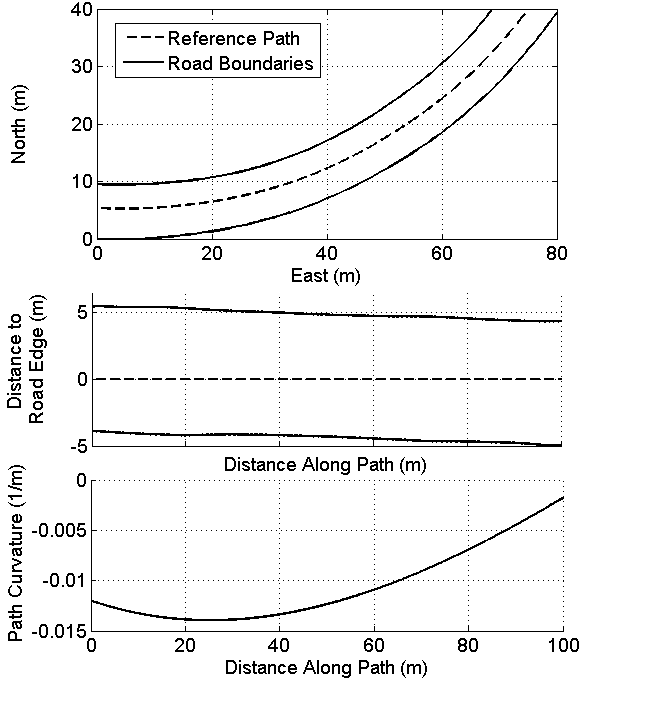 40
30
20
10
0
North (m)
Reference Path
Road Boundaries
0 20 40 60 80
East (m)
5
0
-5
Distance to
Road Edge (m)
Distance Along Path (m)
0
-0.005
-0.01
-0.015
Path Curvature (1/m)
0 20 40 60 80 100
Distance Along Path (m)